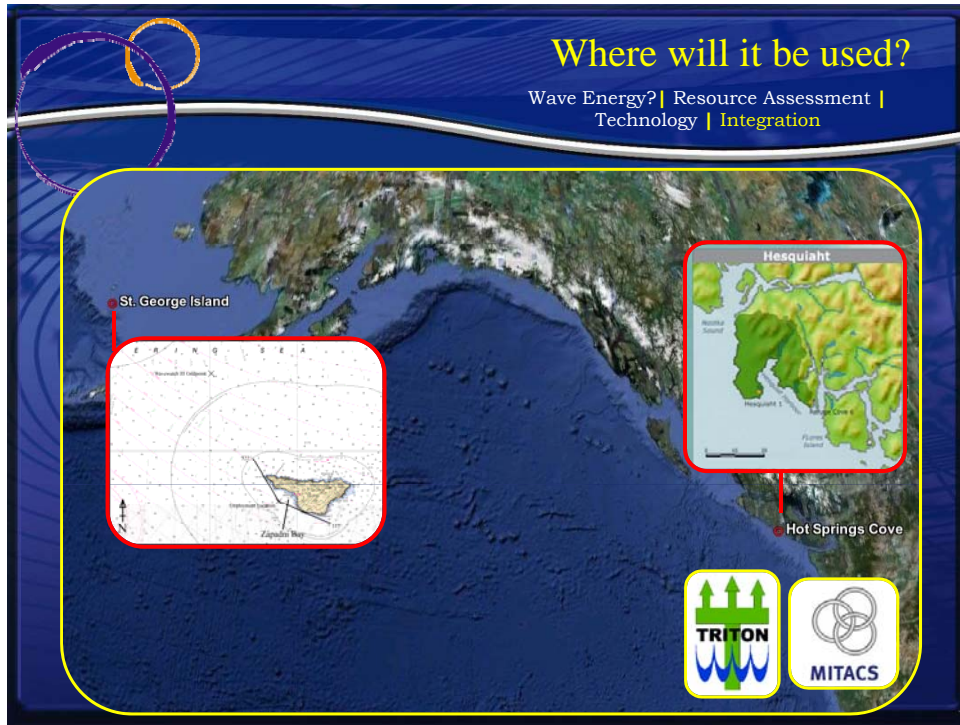 Where will it be used?
Wave Energy?| Resource Assessment |
Technology | Integration
St. George Island
E R I N G S E A
Zapadni Bay
N
Hesquiaht
Nootka
Sound
Hesquiaht 1
Refuge Cove 6
Flores
Island
Hot Springs Cove
TRITON
MITACS